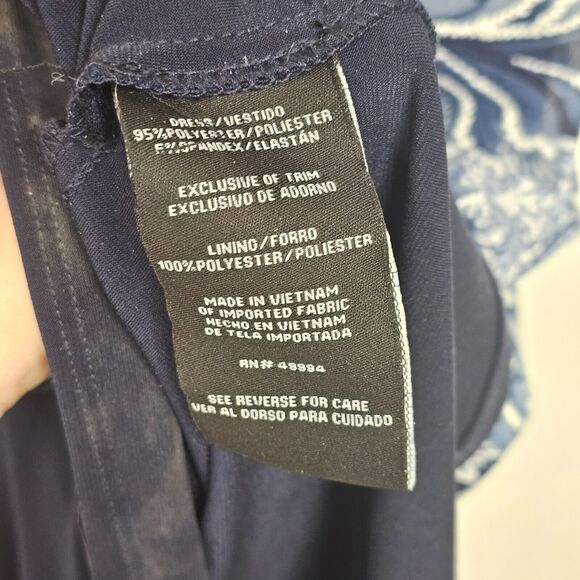 DRESS/VESTIDO
95%POLYESTER/POLIESTER
5%SPANDEX/ELASTÁN
EXCLUSIVE OF TRIM
EXCLUSIVO DE ADORNO
LINING/FORRO
100%POLYESTER/POLIESTER
MADE IN VIETNAM
OF IMPORTED FABRIC
HECHO EN VIETNAM
DE TELA IMPORTADA
RN# 49994
SEE REVERSE FOR CARE
VER AL DORSO PARA CUIDADO